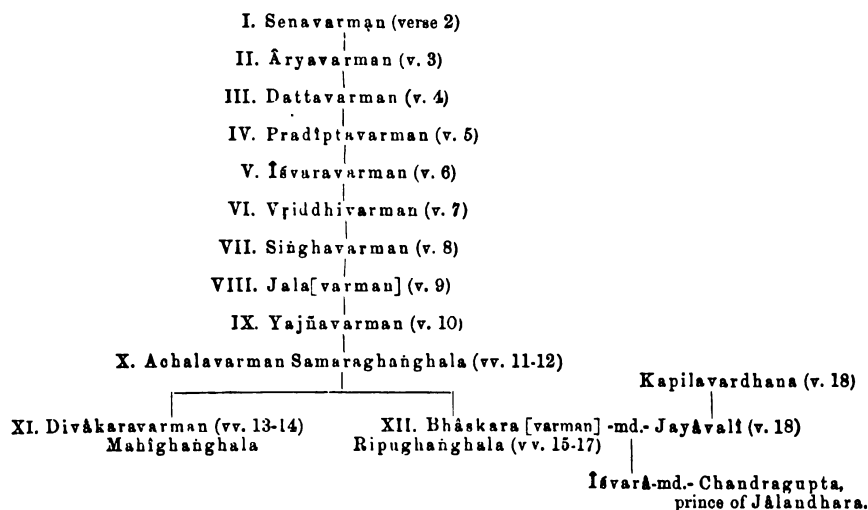 I. Senavarman (verse 2)
II. Âryavarman (v. 3)
III. Dattavarman (v. 4)
IV. Pradîptavarman (v. 5)
V. Îśvaravarman (v. 6)
VI. Vṛiddhivarman (v. 7)
VII. Siṅghavarman (v. 8)
VIII. Jala[varman] (v. 9)
IX. Yajñavarman (v. 10)
X. Achalavarman Samaraghaṅghala (vv. 11-12)
Kapilavardhana (v. 18)
XI. Divâkaravarman (vv. 13-14) XII. Bhâskara [varman] -md.- Jayâvalî (v. 18)
Mahîghaṅghala Ripughaṅghala (vv. 15-17)
Îśvarâ-md.- Chandragupta,
prince of Jâlandhara.